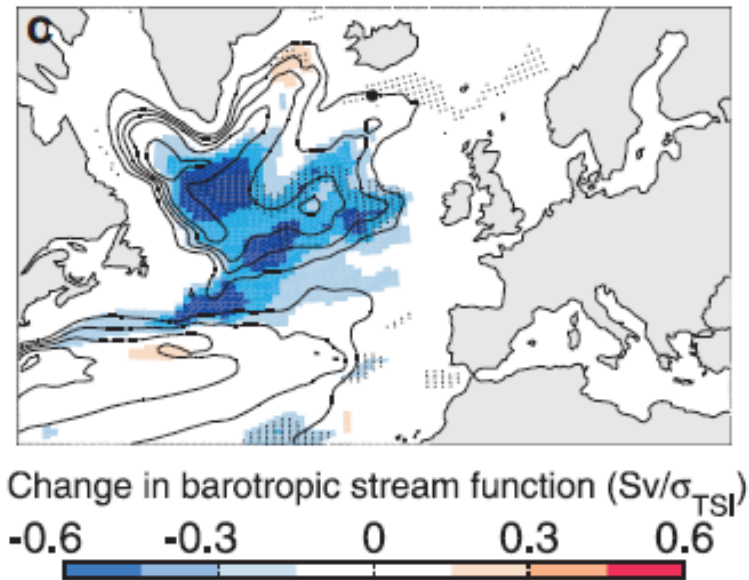 c
Change in barotropic stream function (Sv/σTSI)
-0.6 -0.3 0 0.3 0.6